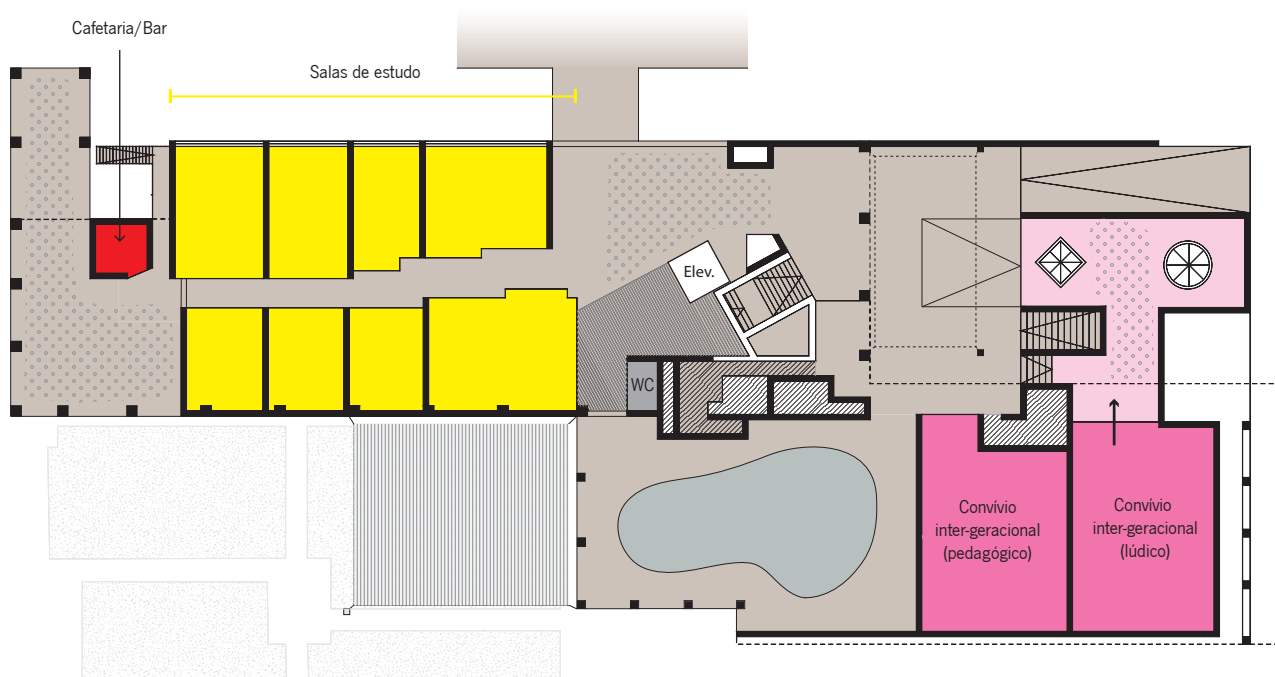 Cafetaria/Bar
Salas de estudo
Elev.
WC
Convívio
inter-geracional
(pedagógico)
Convívio
inter-geracional
(lúdico)